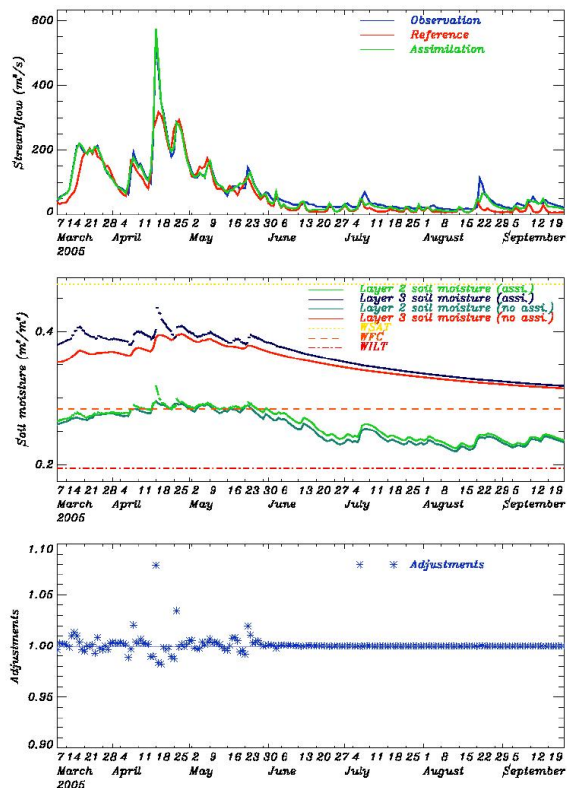 600
400
200
0
Streamflow (m³/s)
Observation
Reference
Assimilation
7 14 21 28 4 11 18 25 2 9 16 23 30 6 13 20 27 4 11 18 25 1 8 15 22 29 5 12 19
March April May June July August September
2005
0.4
0.2
Soil moisture (m³/m³)
Layer 2 soil moisture (assi.)
Layer 3 soil moisture (assi.)
Layer 2 soil moisture (no assi.)
Layer 3 soil moisture (no assi.)
WSAT
WFC
WILT
7 14 21 28 4 11 18 25 2 9 16 23 30 6 13 20 27 4 11 18 25 1 8 15 22 29 5 12 19
March April May June July August September
2005
1.10
1.05
1.00
0.95
0.90
Adjustments
Adjustments
7 14 21 28 4 11 18 25 2 9 16 23 30 6 13 20 27 4 11 18 25 1 8 15 22 29 5 12 19
March April May June July August September
2005